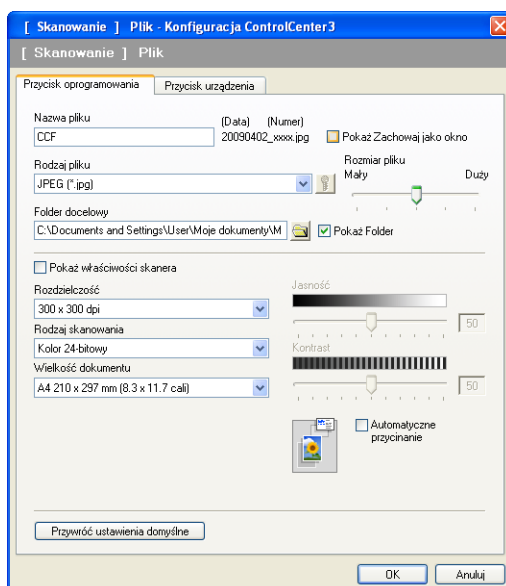 [ Skanowanie ] Plik - Konfiguracja ControlCenter3
[ Skanowanie ] Plik
Przycisk oprogramowania Przycisk urządzenia
Nazwa pliku (Data) (Numer)
CCF 20090402_xxxx.jpg Pokaż Zachowaj jako okno
Rodzaj pliku Rozmiar pliku
JPEG (*.jpg) Mały Duży
Folder docelowy
C:\Documents and Settings\User\Moje dokumenty\M Pokaż Folder
Pokaż właściwości skanera
Rozdzielczość Jasność
300 x 300 dpi 50
Rodzaj skanowania
Kolor 24-bitowy Kontrast
Wielkość dokumentu
A4 210 x 297 mm (8.3 x 11.7 cali) 50
Automatyczne
przycinanie
Przywróć ustawienia domyślne
OK Anuluj